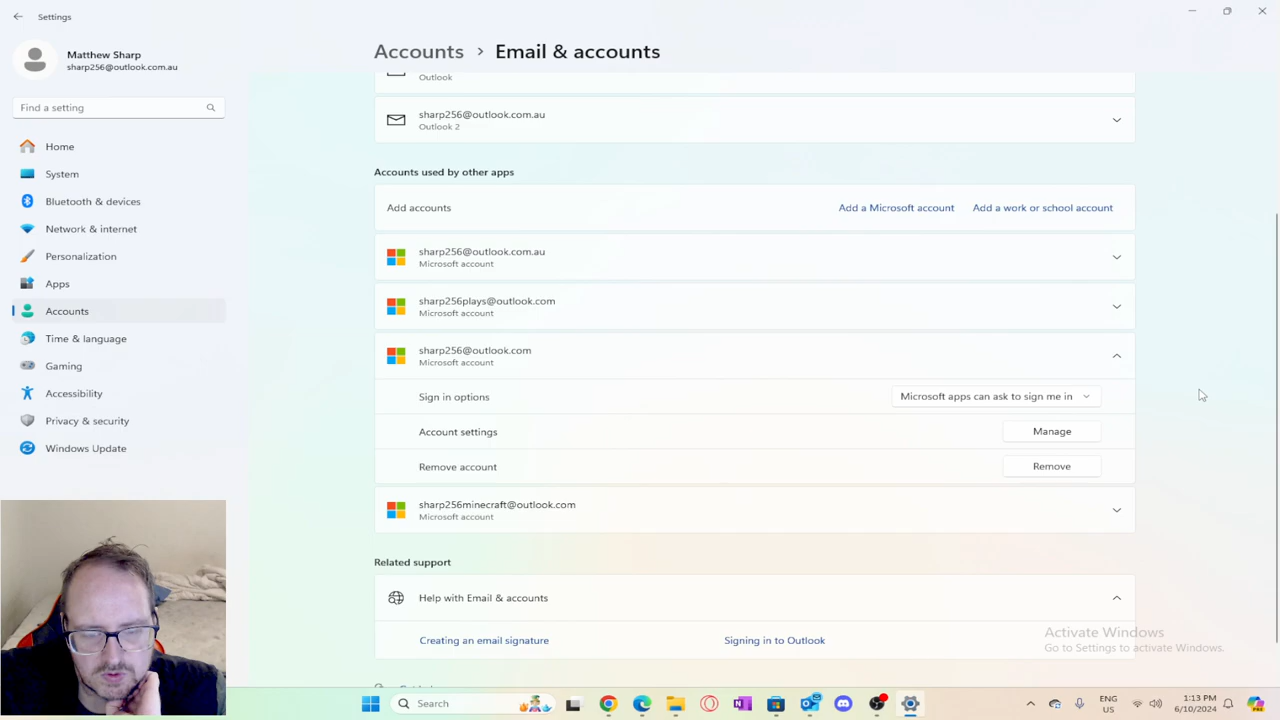 Settings
Matthew Sharp
sharp256@outlook.com.au
Find a setting
Home
System
Bluetooth & devices
Network & internet
Personalization
Apps
Accounts
Time & language
Gaming
Accessibility
Privacy & security
Windows Update
Accounts > Email & accounts
Outlook
sharp256@outlook.com.au
Outlook 2
Accounts used by other apps
Add accounts Add a Microsoft account Add a work or school account
sharp256@outlook.com.au
Microsoft account
sharp256plays@outlook.com
Microsoft account
sharp256@outlook.com
Microsoft account
Sign in options Microsoft apps can ask to sign me in
Account settings Manage
Remove account Remove
sharp256minecraft@outlook.com
Microsoft account
Related support
Help with Email & accounts
Creating an email signature Signing in to Outlook
Activate Windows
Go to Settings to activate Windows.
Search
ENG
US
1:13 PM
6/10/2024